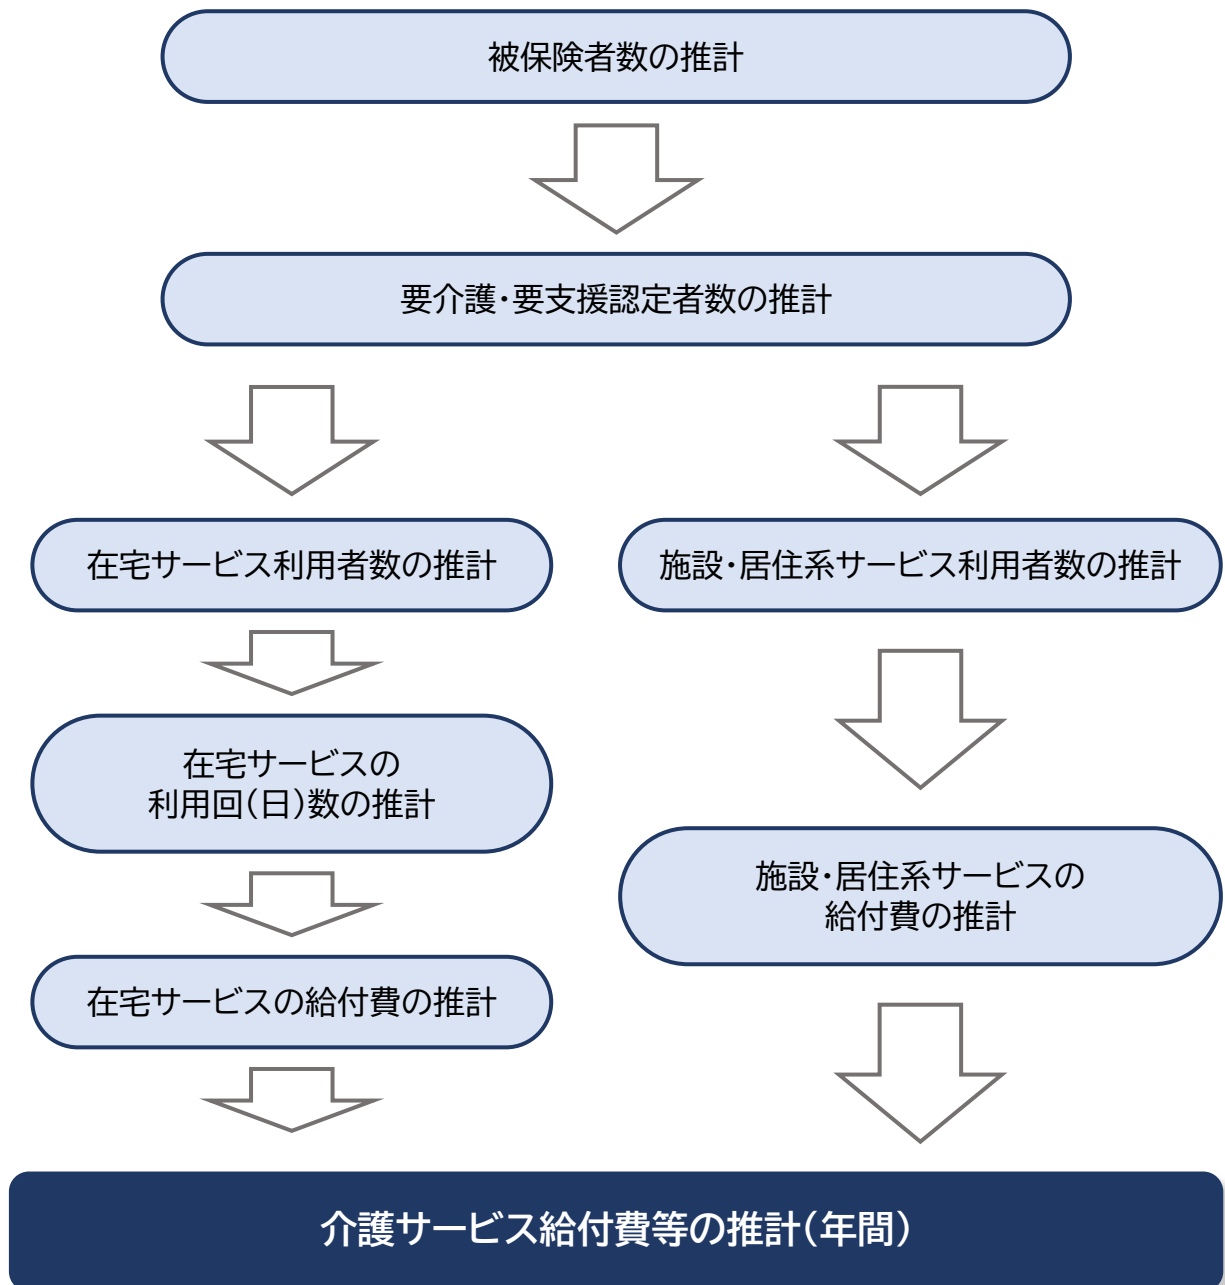 被保険者数の推計
要介護・要支援認定者数の推計
在宅サービス利用者数の推計
施設・居住系サービス利用者数の推計
在宅サービスの
利用回(日)数の推計
施設・居住系サービスの
給付費の推計
在宅サービスの給付費の推計
介護サービス給付費等の推計(年間)